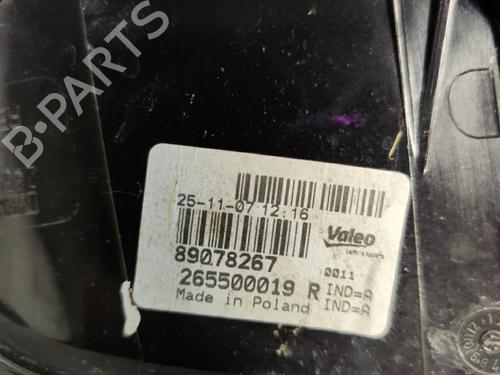 B-PARTS
25-11-07 12:16
Valeo
89078267
0011
265500019 R IND=A
Made in Poland IND=A